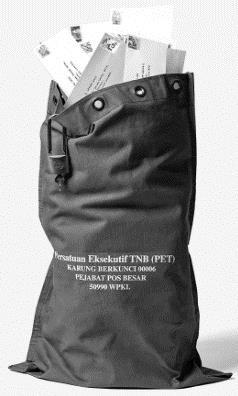 Persatuan Eksekutif TNB (PET)
KARUNG BERKUNCI 00006
PEJABAT POS BESAR
50990 WPKL